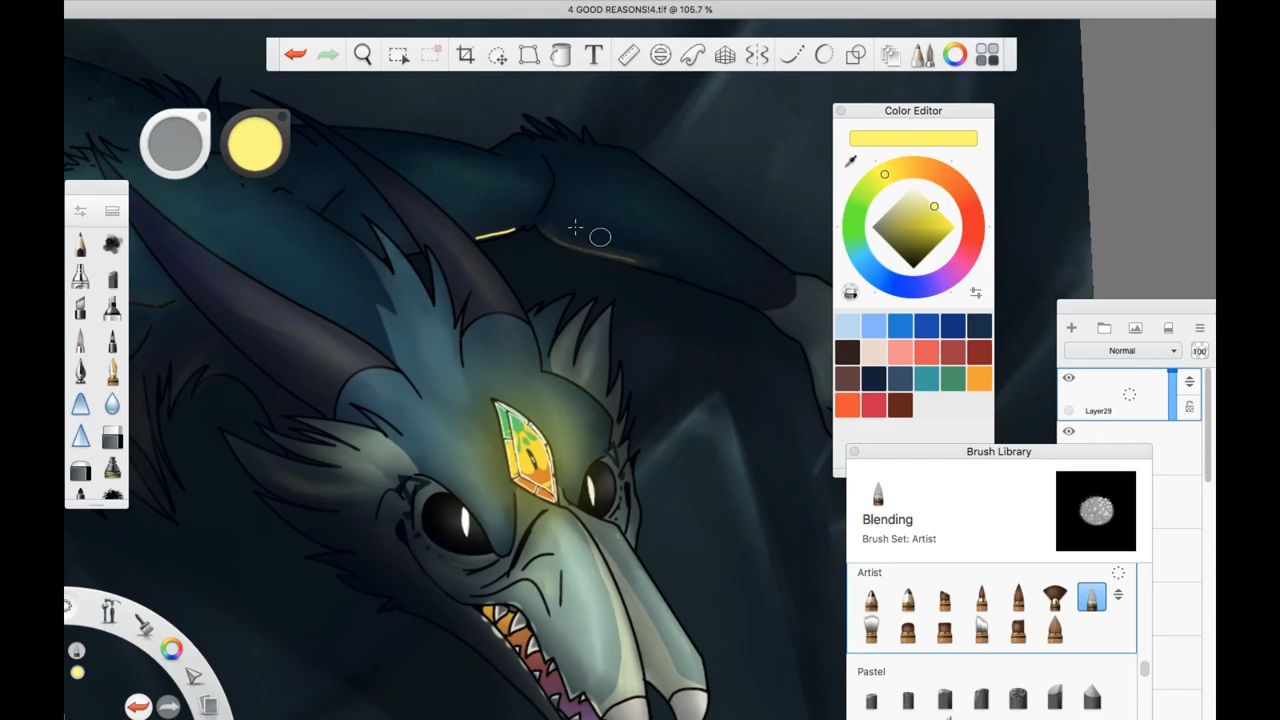 4 GOOD REASONS!4.tif @ 105.7 %
T
Color Editor
Normal
100
Layer29
Brush Library
Blending
Brush Set: Artist
Artist
Pastel